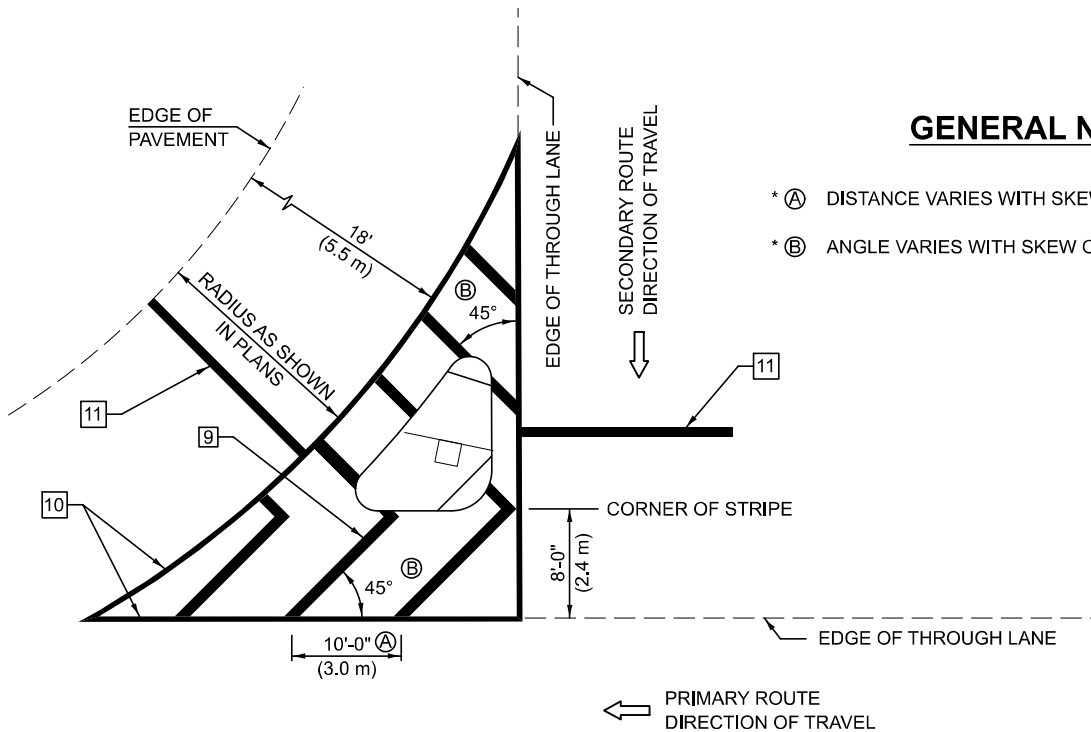 EDGE OF
PAVEMENT
18'
(5.5 m)
RADIUS AS SHOWN
IN PLANS
EDGE OF THROUGH LANE
SECONDARY ROUTE
DIRECTION OF TRAVEL
GENERAL N
* Ⓐ DISTANCE VARIES WITH SKEW
* Ⓑ ANGLE VARIES WITH SKEW O
Ⓑ
45°
11
11
9
10
CORNER OF STRIPE
8'-0"
(2.4 m)
45° Ⓑ
10'-0" Ⓐ
(3.0 m)
EDGE OF THROUGH LANE
PRIMARY ROUTE
DIRECTION OF TRAVEL